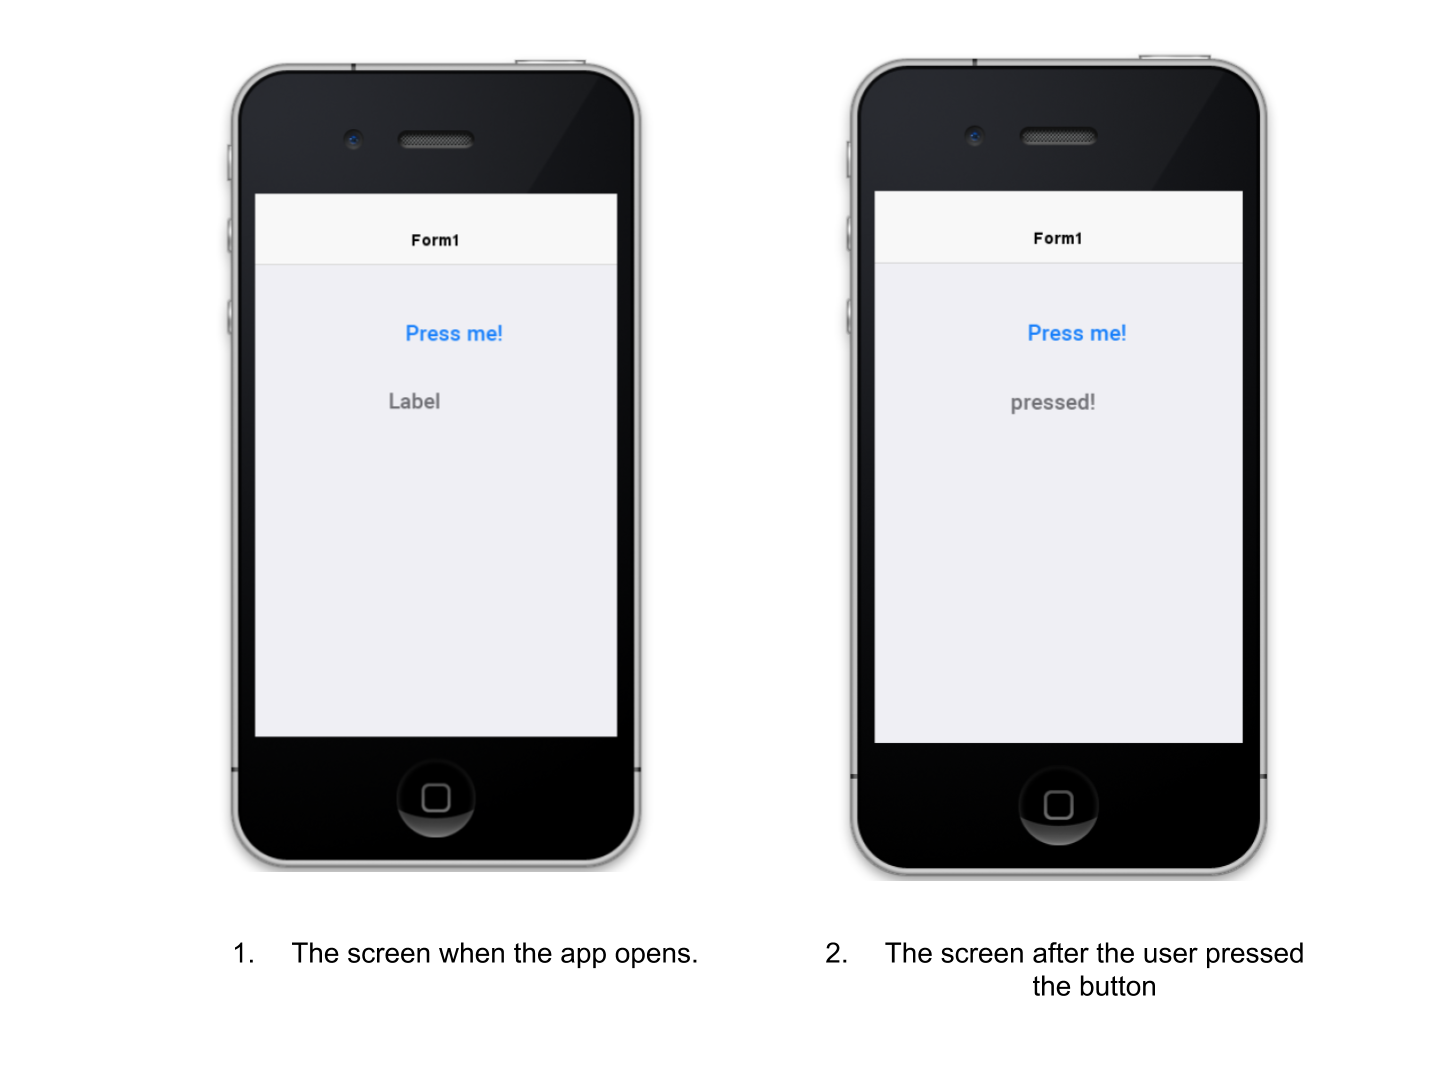 Form1
Press me!
Label
Form1
Press me!
pressed!
1. The screen when the app opens.
2. The screen after the user pressed
the button